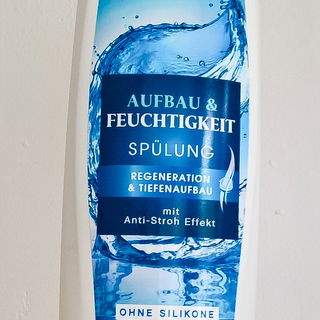 AUFBAU &
FEUCHTIGKEIT
SPÜLUNG
REGENERATION
& TIEFENAUFBAU
mit
Anti-Stroh Effekt
OHNE SILIKONE